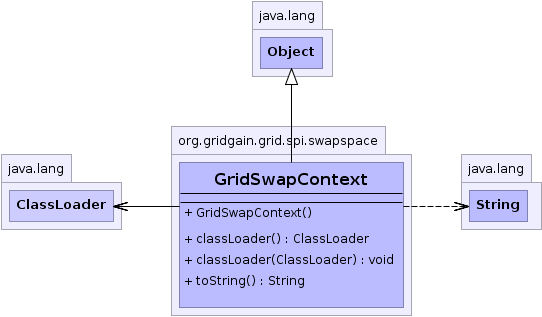 java.lang
Object
org.gridgain.grid.spi.swapspace
java.lang
ClassLoader
GridSwapContext
+ GridSwapContext()
+ classLoader() : ClassLoader
+ classLoader(ClassLoader) : void
+ toString() : String
java.lang
String